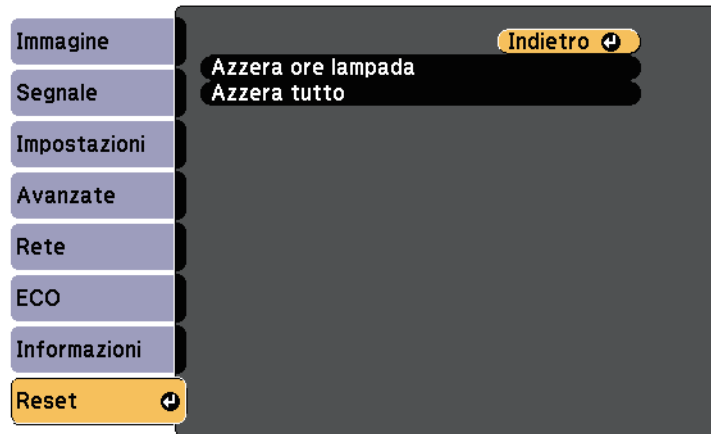 Immagine
Segnale
Impostazioni
Avanzate
Rete
ECO
Informazioni
Reset
Indietro
Azzera ore lampada
Azzera tutto